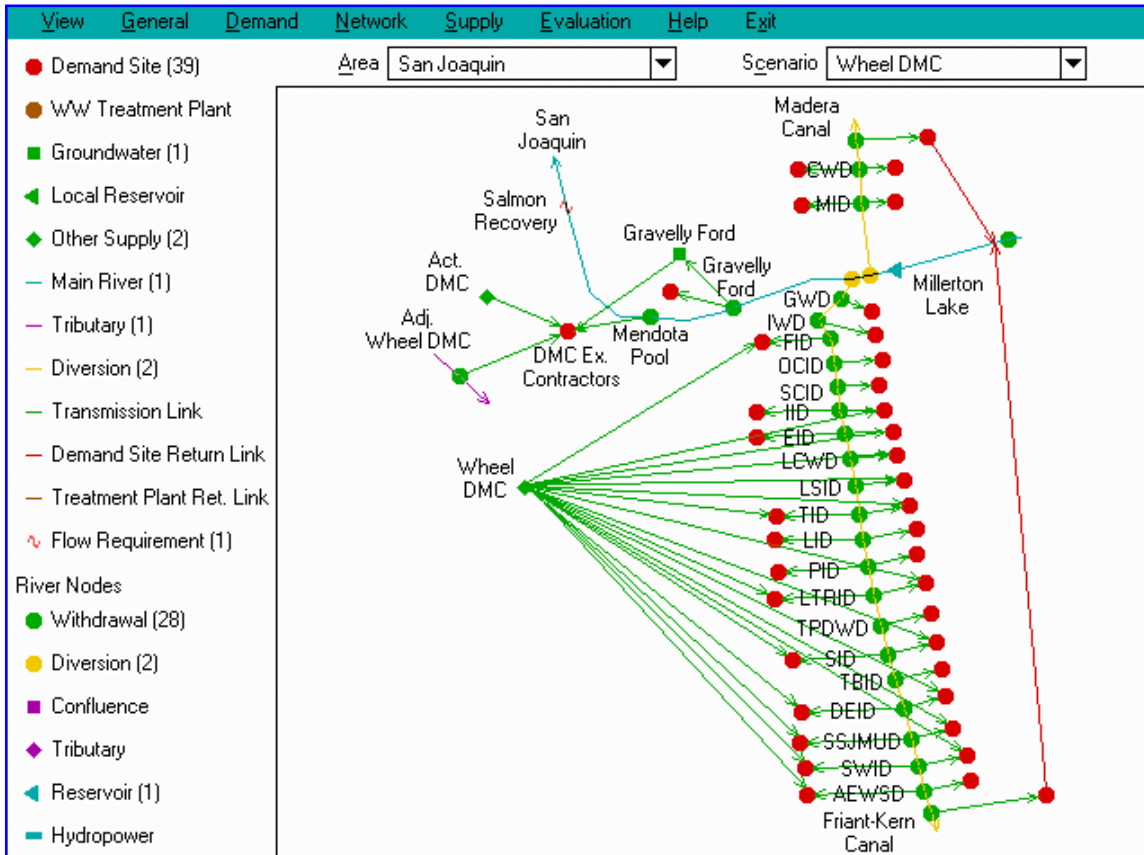 View General Demand Network Supply Evaluation Help Exit
Area San Joaquin Scenario Wheel DMC
Demand Site (39)
WW Treatment Plant
Groundwater (1)
Local Reservoir
Other Supply (2)
Main River (1)
Tributary (1)
Diversion (2)
Transmission Link
Demand Site Return Link
Treatment Plant Ret. Link
Flow Requirement (1)
River Nodes
Withdrawal (28)
Diversion (2)
Confluence
Tributary
Reservoir (1)
Hydropower
San
Joaquin
Salmon
Recovery
Madera
Canal
CWD
MID
Gravelly Ford
Gravelly
Ford
Act.
DMC
Adj.
Wheel DMC
DMC Ex.
Contractors
Mendota
Pool
Millerton
Lake
GWD
IWD
FID
OCID
SCID
IID
EID
LCWD
LSID
TID
LID
PID
LTRID
TPDWD
SID
TBID
DEID
SSJMUD
SWID
AEWSD
Wheel
DMC
Friant-Kern
Canal